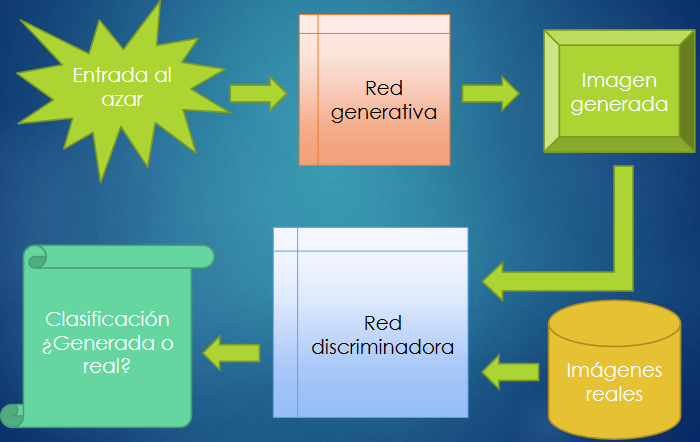 Entrada al
azar
Red
generativa
Imagen
generada
Clasificación
¿Generada o
real?
Red
discriminadora
Imágenes
reales